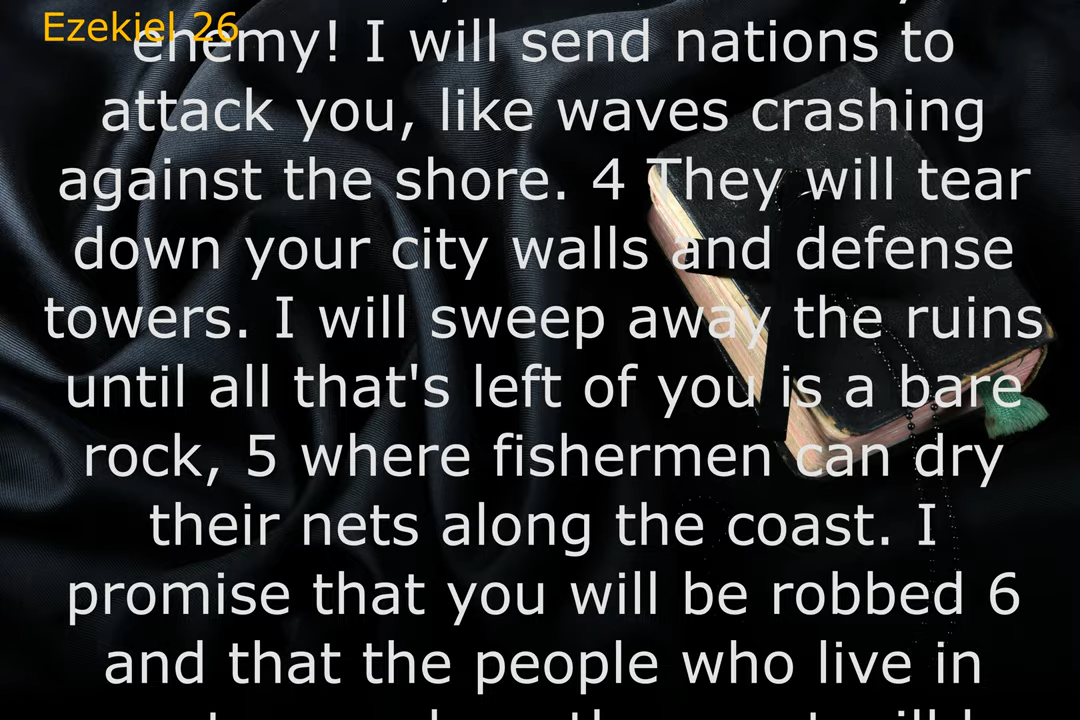 Ezekiel 26
enemy! I will send nations to
attack you, like waves crashing
against the shore. 4 They will tear
down your city walls and defense
towers. I will sweep away the ruins
until all that's left of you is a bare
rock, 5 where fishermen can dry
their nets along the coast. I
promise that you will be robbed 6
and that the people who live in